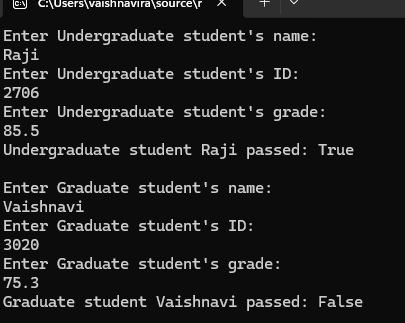 C:\Users\vaishnavira\source\r
Enter Undergraduate student's name:
Raji
Enter Undergraduate student's ID:
2706
Enter Undergraduate student's grade:
85.5
Undergraduate student Raji passed: True
Enter Graduate student's name:
Vaishnavi
Enter Graduate student's ID:
3020
Enter Graduate student's grade:
75.3
Graduate student Vaishnavi passed: False